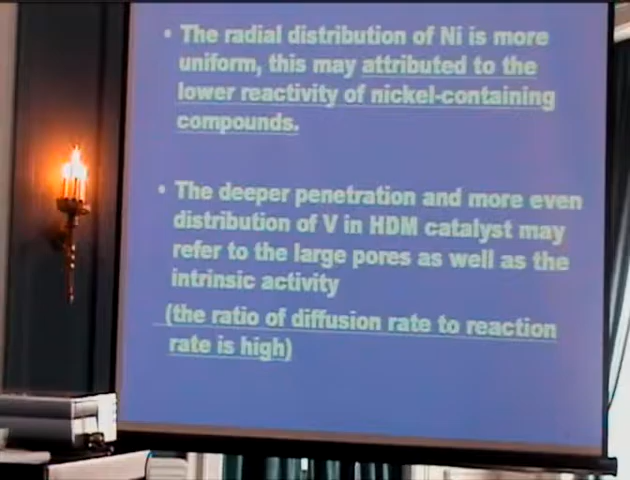 • The radial distribution of Ni is more
uniform, this may attributed to the
lower reactivity of nickel-containing
compounds.
• The deeper penetration and more even
distribution of V in HDM catalyst may
refer to the large pores as well as the
intrinsic activity
(the ratio of diffusion rate to reaction
rate is high)